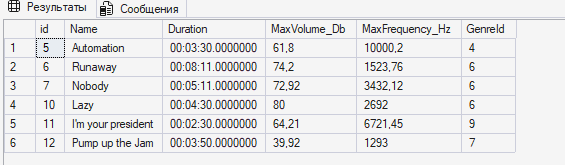 Результаты Сообщения
id Name Duration MaxVolume_Db MaxFrequency_Hz GenreId
1 5 Automation 00:03:30.0000000 61,8 10000,2 4
2 6 Runaway 00:08:11.0000000 74,2 1523,76 6
3 7 Nobody 00:05:11.0000000 72,92 3432,12 6
4 10 Lazy 00:04:30.0000000 80 2692 6
5 11 I'm your president 00:02:30.0000000 64,21 6721,45 9
6 12 Pump up the Jam 00:03:50.0000000 39,92 1293 7